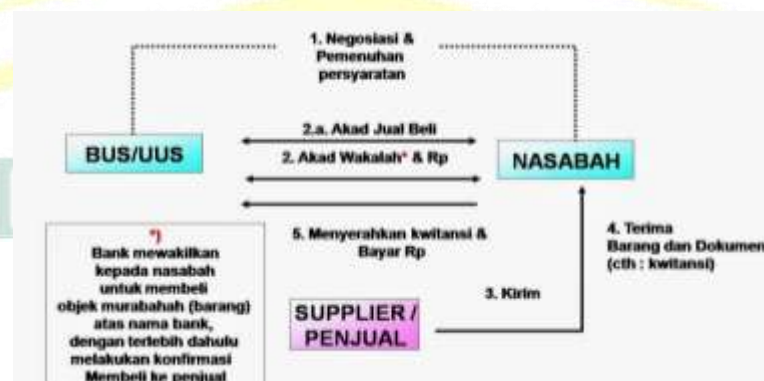 1. Negosiasi &
Pemenuhan
persyaratan
2.a. Akad Jual Beli
BUS/UUS
2. Akad Wakalah* & Rp
NASABAH
*)
Bank mewakilkan
kepada nasabah
untuk membeli
objek murabahah (barang)
atas nama bank,
dengan terlebih dahulu
melakukan konfirmasi
Membeli ke penjual
5. Menyerahkan kwitansi &
Bayar Rp
4. Terima
Barang dan Dokumen
(cth : kwitansi)
3. Kirim
SUPPLIER /
PENJUAL